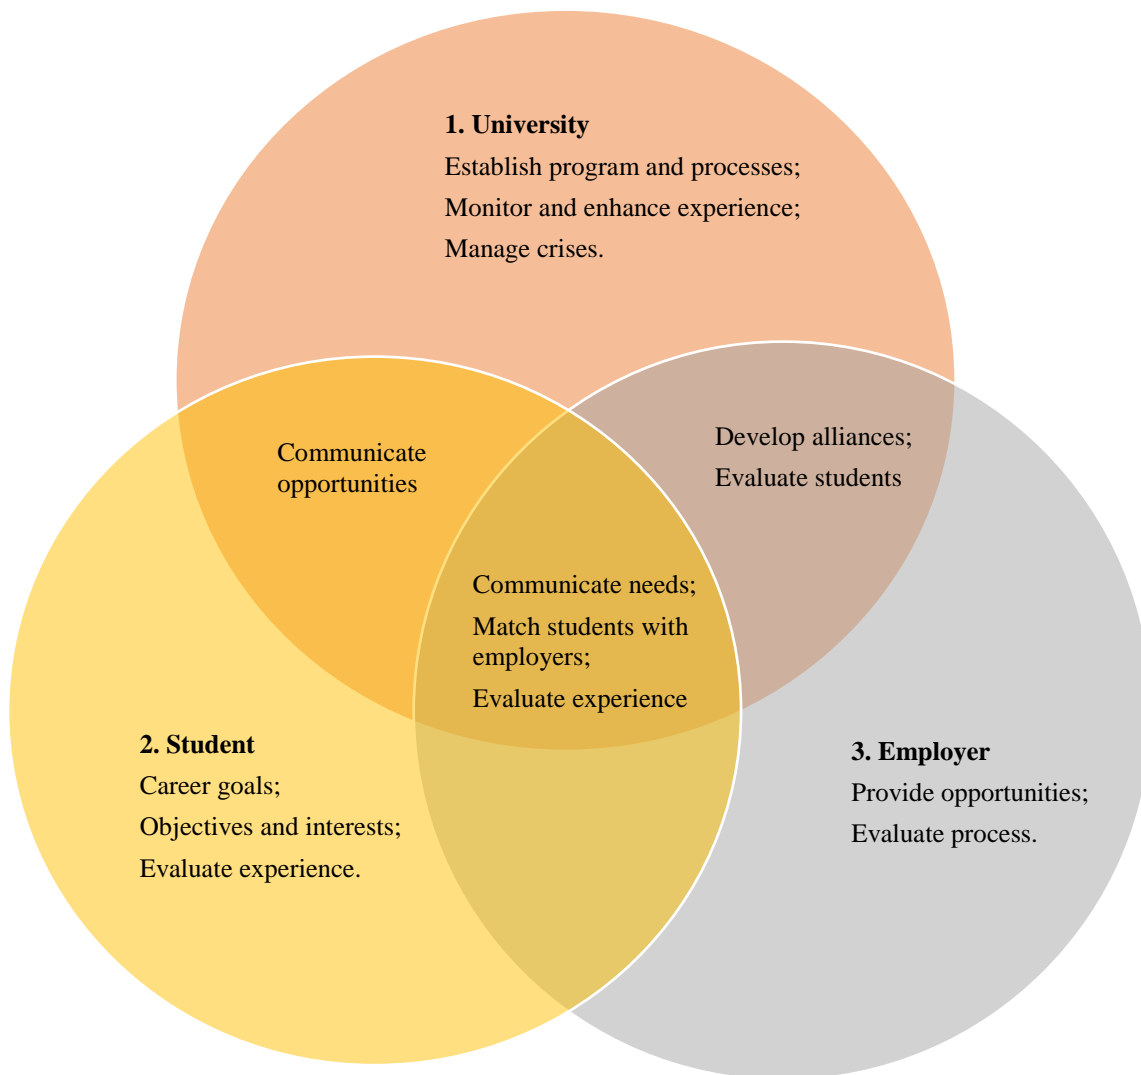 1. University
Establish program and processes;
Monitor and enhance experience;
Manage crises.
Communicate
opportunities
Develop alliances;
Evaluate students
Communicate needs;
Match students with
employers;
Evaluate experience
2. Student
Career goals;
Objectives and interests;
Evaluate experience.
3. Employer
Provide opportunities;
Evaluate process.